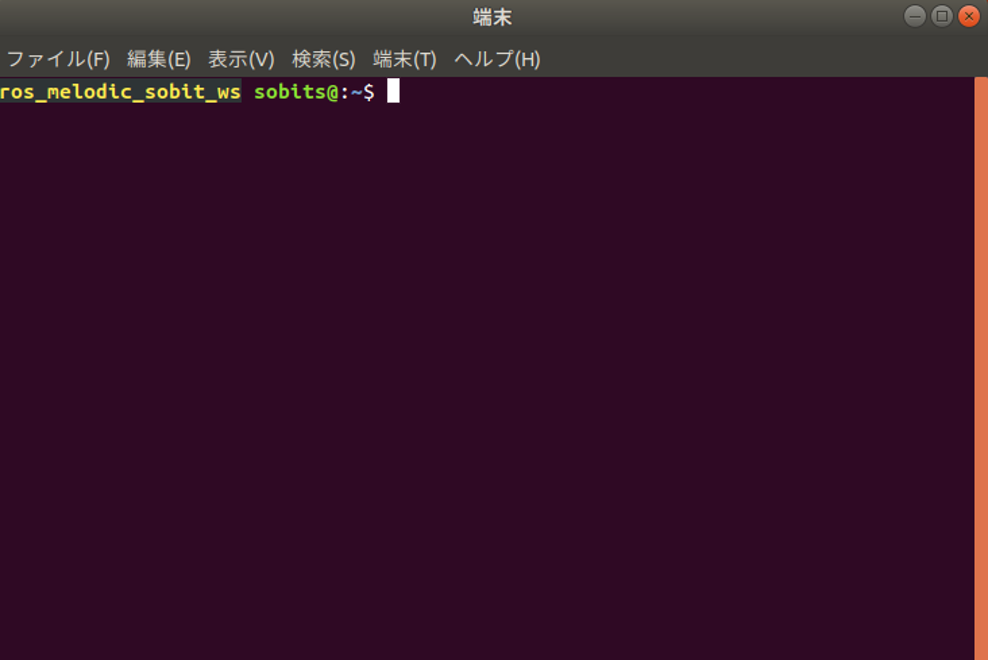 端末
ファイル(F) 編集(E) 表示(V) 検索(S) 端末(T) ヘルプ(H)
ros_melodic_sobit_ws sobits@:~$